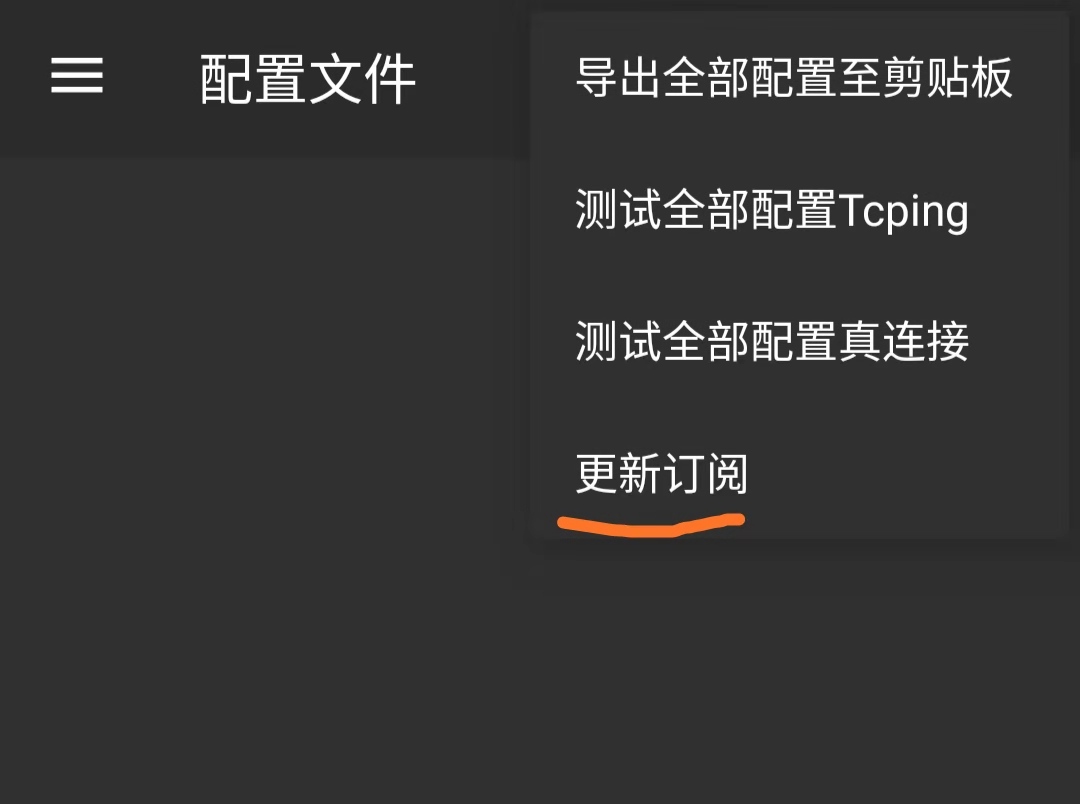 配置文件
导出全部配置至剪贴板
测试全部配置Tcping
测试全部配置真连接
更新订阅